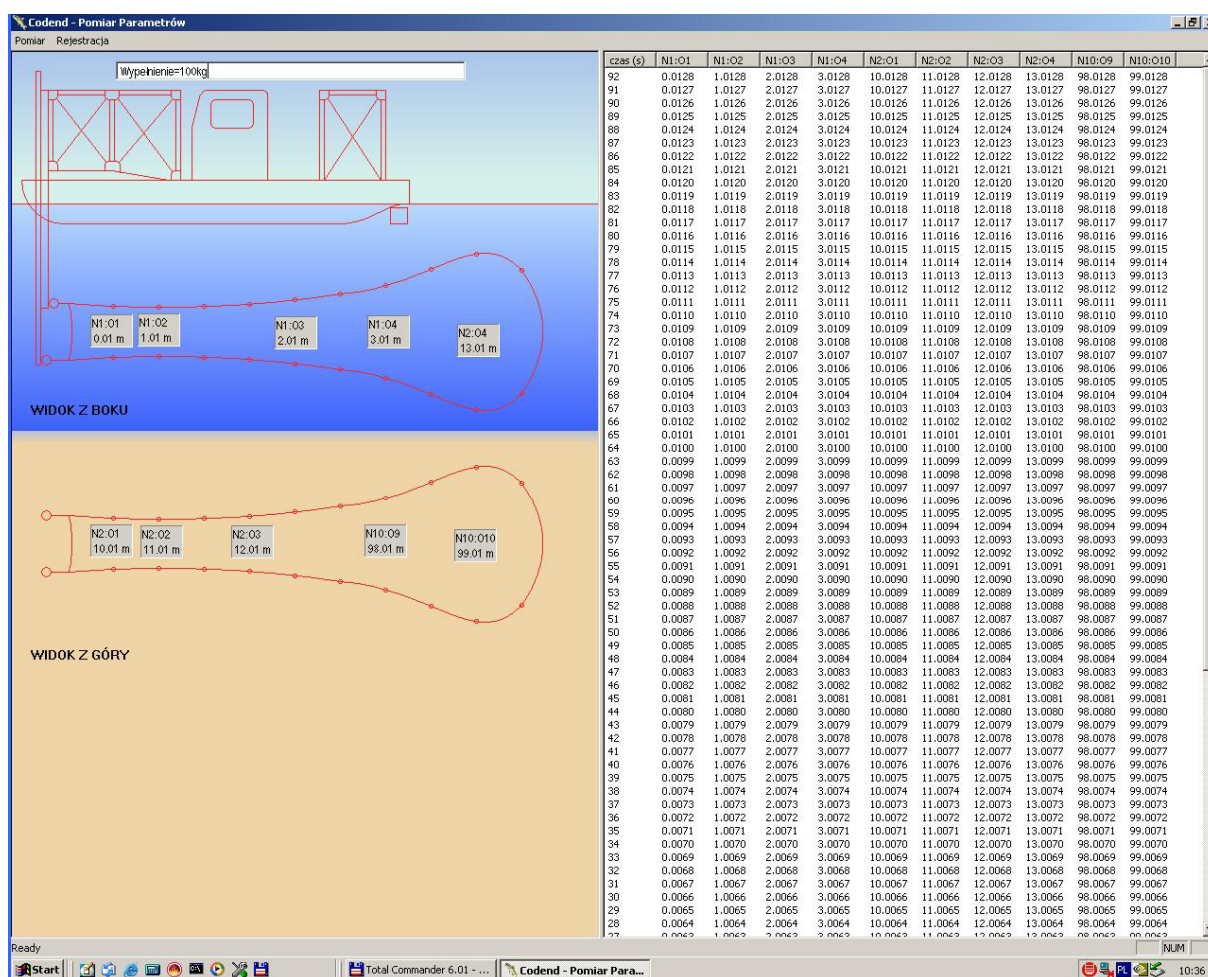 Codend - Pomiar Parametrów
Pomiar Rejestracja
Wypełnienie=100kg
N1:O1
0.01 m
N1:O2
1.01 m
N1:O3
2.01 m
N1:O4
3.01 m
N2:O4
13.01 m
WIDOK Z BOKU
N2:O1
10.01 m
N2:O2
11.01 m
N2:O3
12.01 m
N10:O9
98.01 m
N10:O10
99.01 m
WIDOK Z GÓRY
czas (s) N1:O1 N1:O2 N1:O3 N1:O4 N2:O1 N2:O2 N2:O3 N2:O4 N10:O9 N10:O10
92 0.0128 1.0128 2.0128 3.0128 10.0128 11.0128 12.0128 13.0128 98.0128 99.0128
91 0.0127 1.0127 2.0127 3.0127 10.0127 11.0127 12.0127 13.0127 98.0127 99.0127
90 0.0126 1.0126 2.0126 3.0126 10.0126 11.0126 12.0126 13.0126 98.0126 99.0126
89 0.0125 1.0125 2.0125 3.0125 10.0125 11.0125 12.0125 13.0125 98.0125 99.0125
88 0.0124 1.0124 2.0124 3.0124 10.0124 11.0124 12.0124 13.0124 98.0124 99.0124
87 0.0123 1.0123 2.0123 3.0123 10.0123 11.0123 12.0123 13.0123 98.0123 99.0123
86 0.0122 1.0122 2.0122 3.0122 10.0122 11.0122 12.0122 13.0122 98.0122 99.0122
85 0.0121 1.0121 2.0121 3.0121 10.0121 11.0121 12.0121 13.0121 98.0121 99.0121
84 0.0120 1.0120 2.0120 3.0120 10.0120 11.0120 12.0120 13.0120 98.0120 99.0120
83 0.0119 1.0119 2.0119 3.0119 10.0119 11.0119 12.0119 13.0119 98.0119 99.0119
82 0.0118 1.0118 2.0118 3.0118 10.0118 11.0118 12.0118 13.0118 98.0118 99.0118
81 0.0117 1.0117 2.0117 3.0117 10.0117 11.0117 12.0117 13.0117 98.0117 99.0117
80 0.0116 1.0116 2.0116 3.0116 10.0116 11.0116 12.0116 13.0116 98.0116 99.0116
79 0.0115 1.0115 2.0115 3.0115 10.0115 11.0115 12.0115 13.0115 98.0115 99.0115
78 0.0114 1.0114 2.0114 3.0114 10.0114 11.0114 12.0114 13.0114 98.0114 99.0114
77 0.0113 1.0113 2.0113 3.0113 10.0113 11.0113 12.0113 13.0113 98.0113 99.0113
76 0.0112 1.0112 2.0112 3.0112 10.0112 11.0112 12.0112 13.0112 98.0112 99.0112
75 0.0111 1.0111 2.0111 3.0111 10.0111 11.0111 12.0111 13.0111 98.0111 99.0111
74 0.0110 1.0110 2.0110 3.0110 10.0110 11.0110 12.0110 13.0110 98.0110 99.0110
73 0.0109 1.0109 2.0109 3.0109 10.0109 11.0109 12.0109 13.0109 98.0109 99.0109
72 0.0108 1.0108 2.0108 3.0108 10.0108 11.0108 12.0108 13.0108 98.0108 99.0108
71 0.0107 1.0107 2.0107 3.0107 10.0107 11.0107 12.0107 13.0107 98.0107 99.0107
70 0.0106 1.0106 2.0106 3.0106 10.0106 11.0106 12.0106 13.0106 98.0106 99.0106
69 0.0105 1.0105 2.0105 3.0105 10.0105 11.0105 12.0105 13.0105 98.0105 99.0105
68 0.0104 1.0104 2.0104 3.0104 10.0104 11.0104 12.0104 13.0104 98.0104 99.0104
67 0.0103 1.0103 2.0103 3.0103 10.0103 11.0103 12.0103 13.0103 98.0103 99.0103
66 0.0102 1.0102 2.0102 3.0102 10.0102 11.0102 12.0102 13.0102 98.0102 99.0102
65 0.0101 1.0101 2.0101 3.0101 10.0101 11.0101 12.0101 13.0101 98.0101 99.0101
64 0.0100 1.0100 2.0100 3.0100 10.0100 11.0100 12.0100 13.0100 98.0100 99.0100
63 0.0099 1.0099 2.0099 3.0099 10.0099 11.0099 12.0099 13.0099 98.0099 99.0099
62 0.0098 1.0098 2.0098 3.0098 10.0098 11.0098 12.0098 13.0098 98.0098 99.0098
61 0.0097 1.0097 2.0097 3.0097 10.0097 11.0097 12.0097 13.0097 98.0097 99.0097
60 0.0096 1.0096 2.0096 3.0096 10.0096 11.0096 12.0096 13.0096 98.0096 99.0096
59 0.0095 1.0095 2.0095 3.0095 10.0095 11.0095 12.0095 13.0095 98.0095 99.0095
58 0.0094 1.0094 2.0094 3.0094 10.0094 11.0094 12.0094 13.0094 98.0094 99.0094
57 0.0093 1.0093 2.0093 3.0093 10.0093 11.0093 12.0093 13.0093 98.0093 99.0093
56 0.0092 1.0092 2.0092 3.0092 10.0092 11.0092 12.0092 13.0092 98.0092 99.0092
55 0.0091 1.0091 2.0091 3.0091 10.0091 11.0091 12.0091 13.0091 98.0091 99.0091
54 0.0090 1.0090 2.0090 3.0090 10.0090 11.0090 12.0090 13.0090 98.0090 99.0090
53 0.0089 1.0089 2.0089 3.0089 10.0089 11.0089 12.0089 13.0089 98.0089 99.0089
52 0.0088 1.0088 2.0088 3.0088 10.0088 11.0088 12.0088 13.0088 98.0088 99.0088
51 0.0087 1.0087 2.0087 3.0087 10.0087 11.0087 12.0087 13.0087 98.0087 99.0087
50 0.0086 1.0086 2.0086 3.0086 10.0086 11.0086 12.0086 13.0086 98.0086 99.0086
49 0.0085 1.0085 2.0085 3.0085 10.0085 11.0085 12.0085 13.0085 98.0085 99.0085
48 0.0084 1.0084 2.0084 3.0084 10.0084 11.0084 12.0084 13.0084 98.0084 99.0084
47 0.0083 1.0083 2.0083 3.0083 10.0083 11.0083 12.0083 13.0083 98.0083 99.0083
46 0.0082 1.0082 2.0082 3.0082 10.0082 11.0082 12.0082 13.0082 98.0082 99.0082
45 0.0081 1.0081 2.0081 3.0081 10.0081 11.0081 12.0081 13.0081 98.0081 99.0081
44 0.0080 1.0080 2.0080 3.0080 10.0080 11.0080 12.0080 13.0080 98.0080 99.0080
43 0.0079 1.0079 2.0079 3.0079 10.0079 11.0079 12.0079 13.0079 98.0079 99.0079
42 0.0078 1.0078 2.0078 3.0078 10.0078 11.0078 12.0078 13.0078 98.0078 99.0078
41 0.0077 1.0077 2.0077 3.0077 10.0077 11.0077 12.0077 13.0077 98.0077 99.0077
40 0.0076 1.0076 2.0076 3.0076 10.0076 11.0076 12.0076 13.0076 98.0076 99.0076
39 0.0075 1.0075 2.0075 3.0075 10.0075 11.0075 12.0075 13.0075 98.0075 99.0075
38 0.0074 1.0074 2.0074 3.0074 10.0074 11.0074 12.0074 13.0074 98.0074 99.0074
37 0.0073 1.0073 2.0073 3.0073 10.0073 11.0073 12.0073 13.0073 98.0073 99.0073
36 0.0072 1.0072 2.0072 3.0072 10.0072 11.0072 12.0072 13.0072 98.0072 99.0072
35 0.0071 1.0071 2.0071 3.0071 10.0071 11.0071 12.0071 13.0071 98.0071 99.0071
34 0.0070 1.0070 2.0070 3.0070 10.0070 11.0070 12.0070 13.0070 98.0070 99.0070
33 0.0069 1.0069 2.0069 3.0069 10.0069 11.0069 12.0069 13.0069 98.0069 99.0069
32 0.0068 1.0068 2.0068 3.0068 10.0068 11.0068 12.0068 13.0068 98.0068 99.0068
31 0.0067 1.0067 2.0067 3.0067 10.0067 11.0067 12.0067 13.0067 98.0067 99.0067
30 0.0066 1.0066 2.0066 3.0066 10.0066 11.0066 12.0066 13.0066 98.0066 99.0066
29 0.0065 1.0065 2.0065 3.0065 10.0065 11.0065 12.0065 13.0065 98.0065 99.0065
28 0.0064 1.0064 2.0064 3.0064 10.0064 11.0064 12.0064 13.0064 98.0064 99.0064
Ready NUM
Start Total Commander 6.01 - ... Codend - Pomiar Para... PL 10:36